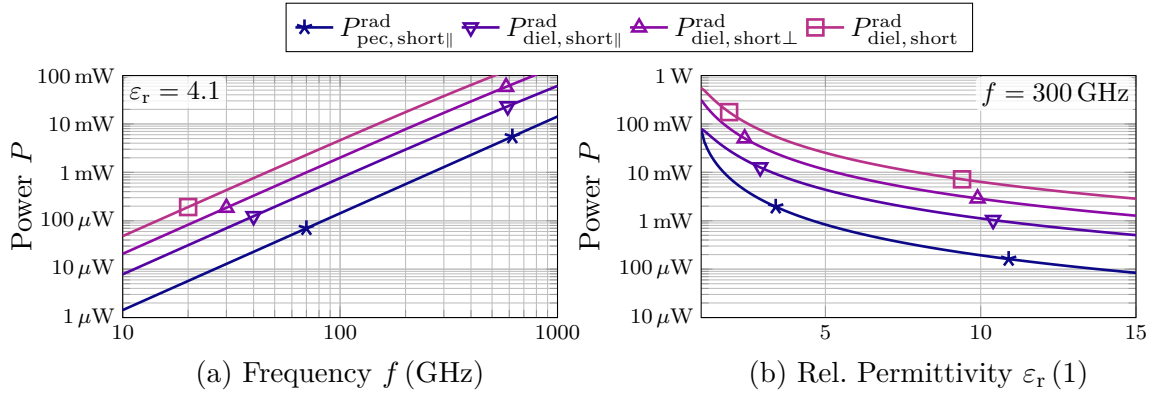 P^rad_pec, short∥ P^rad_diel, short∥ P^rad_diel, short⊥ P^rad_diel, short
100 mW
10 mW
1 mW
100 µW
10 µW
1 µW
Power P
ε_r = 4.1
10 100 1000
(a) Frequency f (GHz)
1 W
100 mW
10 mW
1 mW
100 µW
10 µW
Power P
f = 300 GHz
5 10 15
(b) Rel. Permittivity ε_r (1)